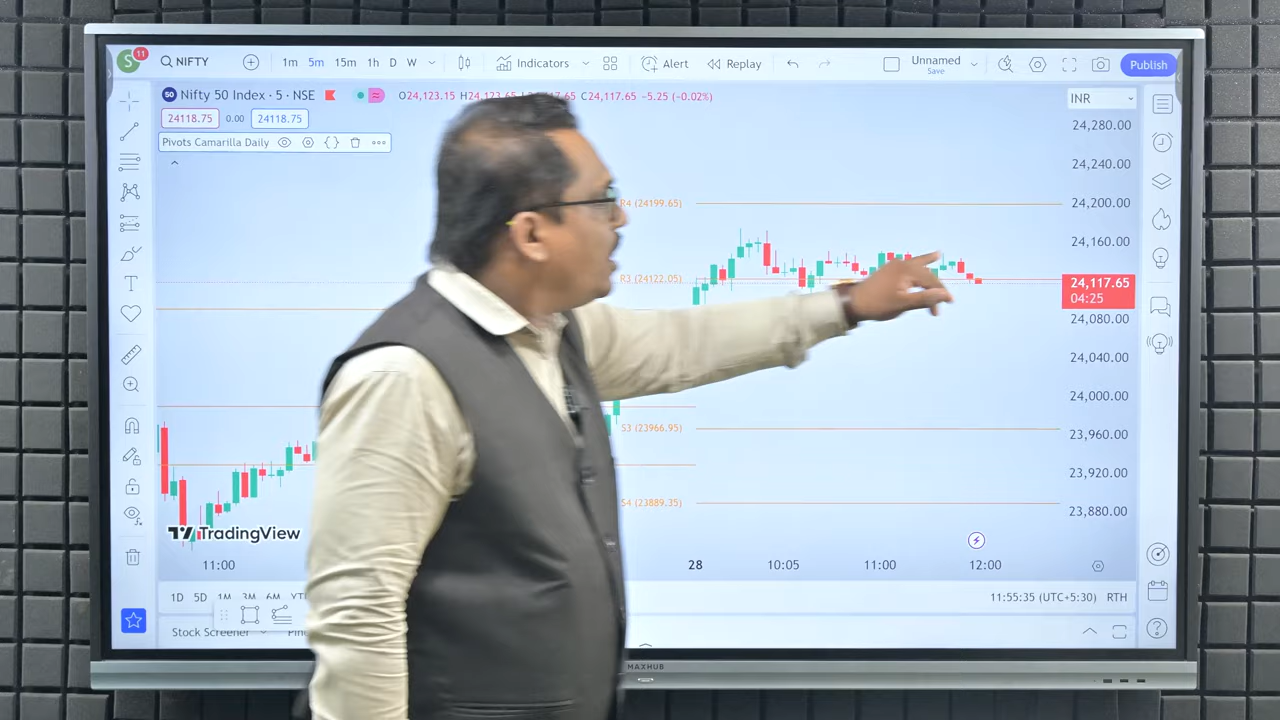 S 11 NIFTY 1m 5m 15m 1h D W Indicators Alert Replay Unnamed Save Publish
50 Nifty 50 Index · 5 · NSE O24,123.15 H24,123.65 C24,117.65 -5.25 (-0.02%) INR
24118.75 0.00 24118.75
Pivots Camarilla Daily
24,280.00
24,240.00
R4 (24199.65) 24,200.00
24,160.00
R3 (24122.05) 24,117.65
04:25
24,080.00
24,040.00
24,000.00
S3 (23966.95) 23,960.00
23,920.00
S4 (23889.35) 23,880.00
TradingView
11:00 28 10:05 11:00 12:00
1D 5D 1M 3M 6M 11:55:35 (UTC+5:30) RTH
Stock Screener
MAXHUB